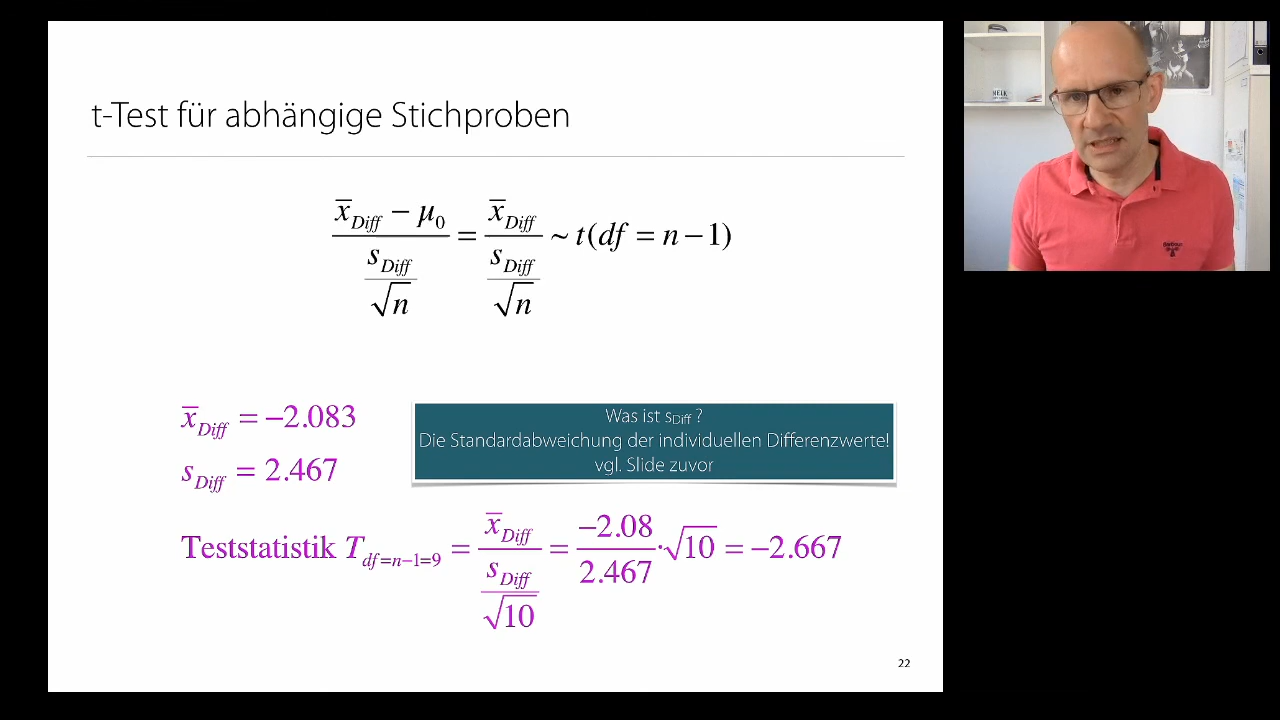 t-Test für abhängige Stichproben
x̄_Diff − μ₀ / (s_Diff / √n) = x̄_Diff / (s_Diff / √n) ~ t(df = n − 1)
x̄_Diff = −2.083
s_Diff = 2.467
Was ist s_Diff ?
Die Standardabweichung der individuellen Differenzwerte!
vgl. Slide zuvor
Teststatistik T_df=n−1=9 = x̄_Diff / (s_Diff / √10) = −2.08 / 2.467 · √10 = −2.667
22